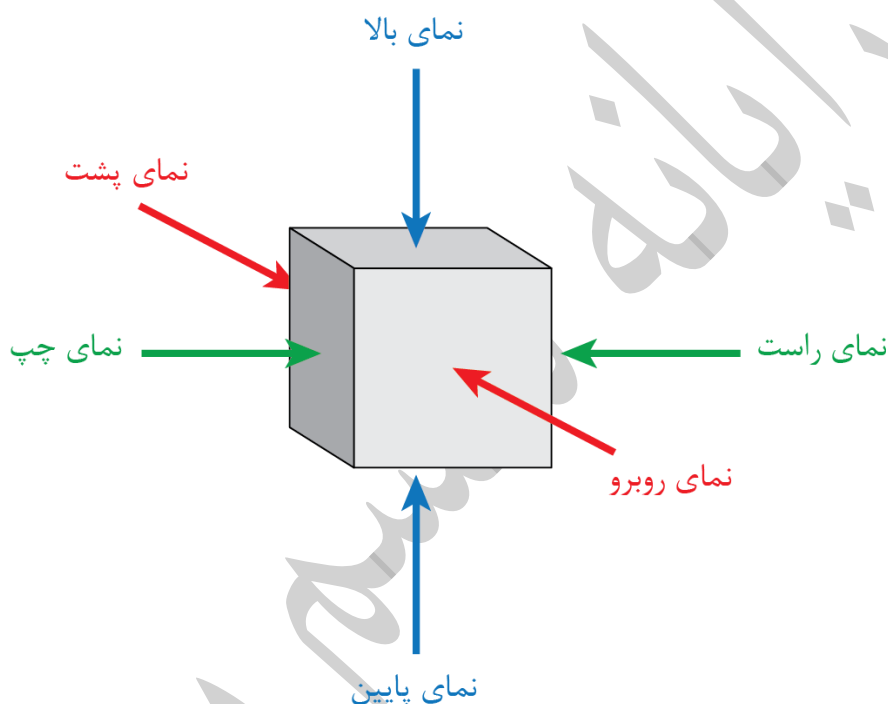 نمای بالا
نمای پشت
نمای راست
نمای چپ
نمای روبرو
نمای پایین